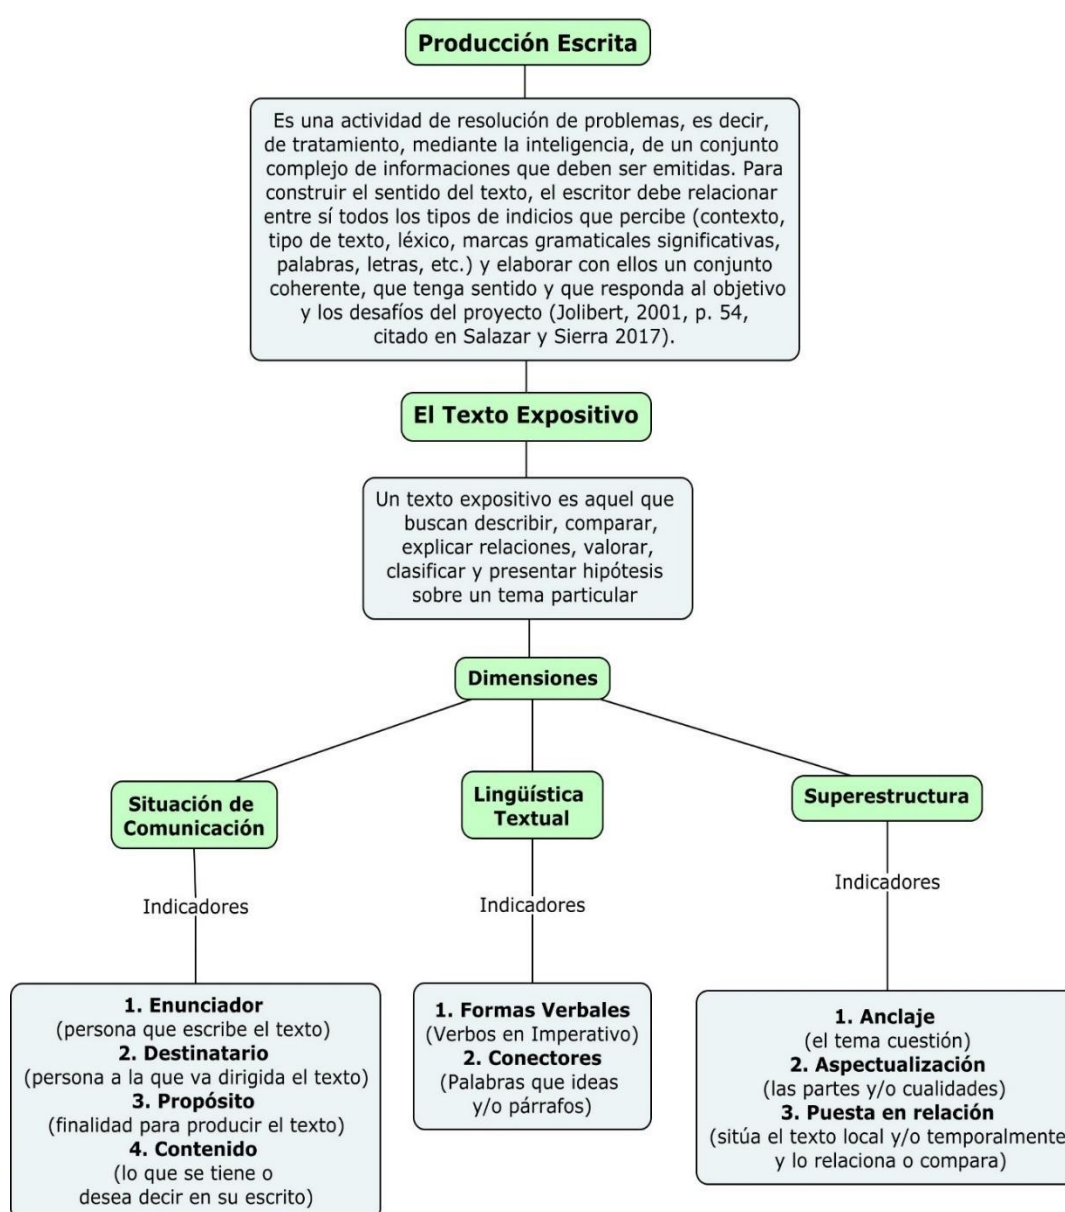 Producción Escrita
Es una actividad de resolución de problemas, es decir,
de tratamiento, mediante la inteligencia, de un conjunto
complejo de informaciones que deben ser emitidas. Para
construir el sentido del texto, el escritor debe relacionar
entre sí todos los tipos de indicios que percibe (contexto,
tipo de texto, léxico, marcas gramaticales significativas,
palabras, letras, etc.) y elaborar con ellos un conjunto
coherente, que tenga sentido y que responda al objetivo
y los desafíos del proyecto (Jolibert, 2001, p. 54,
citado en Salazar y Sierra 2017).
El Texto Expositivo
Un texto expositivo es aquel que
buscan describir, comparar,
explicar relaciones, valorar,
clasificar y presentar hipótesis
sobre un tema particular
Dimensiones
Situación de
Comunicación
Indicadores
1. Enunciador
(persona que escribe el texto)
2. Destinatario
(persona a la que va dirigida el texto)
3. Propósito
(finalidad para producir el texto)
4. Contenido
(lo que se tiene o
desea decir en su escrito)
Lingüística
Textual
Indicadores
1. Formas Verbales
(Verbos en Imperativo)
2. Conectores
(Palabras que ideas
y/o párrafos)
Superestructura
Indicadores
1. Anclaje
(el tema cuestión)
2. Aspectualización
(las partes y/o cualidades)
3. Puesta en relación
(sitúa el texto local y/o temporalmente
y lo relaciona o compara)